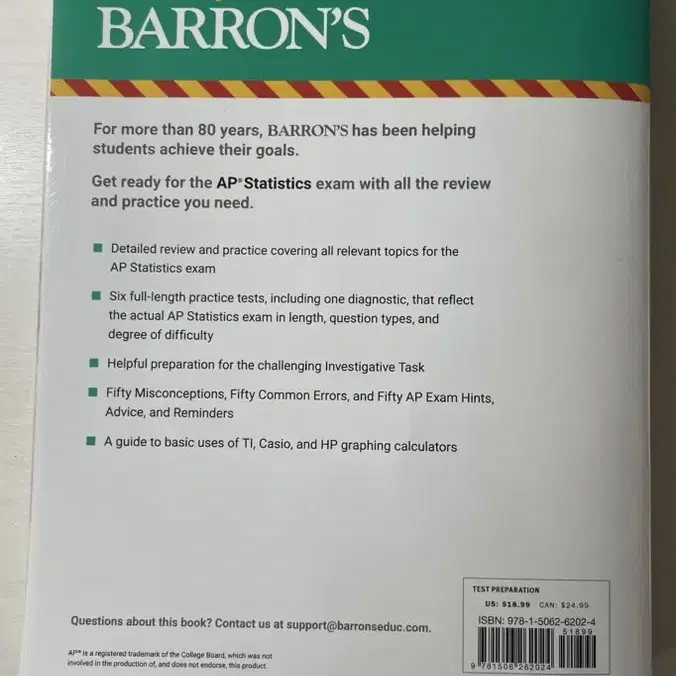 BARRON'S
For more than 80 years, BARRON'S has been helping
students achieve their goals.
Get ready for the AP® Statistics exam with all the review
and practice you need.
Detailed review and practice covering all relevant topics for the
AP Statistics exam
Six full-length practice tests, including one diagnostic, that reflect
the actual AP Statistics exam in length, question types, and
degree of difficulty
Helpful preparation for the challenging Investigative Task
Fifty Misconceptions, Fifty Common Errors, and Fifty AP Exam Hints,
Advice, and Reminders
A guide to basic uses of TI, Casio, and HP graphing calculators
TEST PREPARATION
US: $18.99 CAN: $24.99
ISBN: 978-1-5062-6202-4
51899
9 781506 262024
Questions about this book? Contact us at support@barronseduc.com.
AP® is a registered trademark of the College Board, which was not
involved in the production of, and does not endorse, this product.